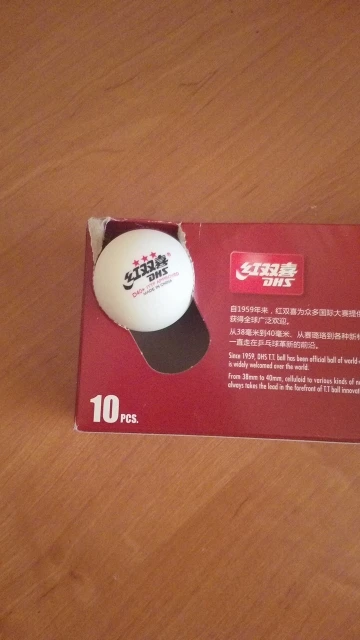 红双喜
DHS
D40+ ITTF APPROVED
MADE IN CHINA
红双喜
DHS
自1959年来，红双喜为众多国际大赛提
获得全球广泛欢迎。
从38毫米到40毫米，从赛璐珞到各种新
一直走在乒乓球革新的前沿。
Since 1959, DHS T.T. ball has been official ball of world
is widely welcomed over the world.
From 38mm to 40mm, celluloid to various kinds of
always takes the lead in the forefront of T.T ball innovat
10 PCS.